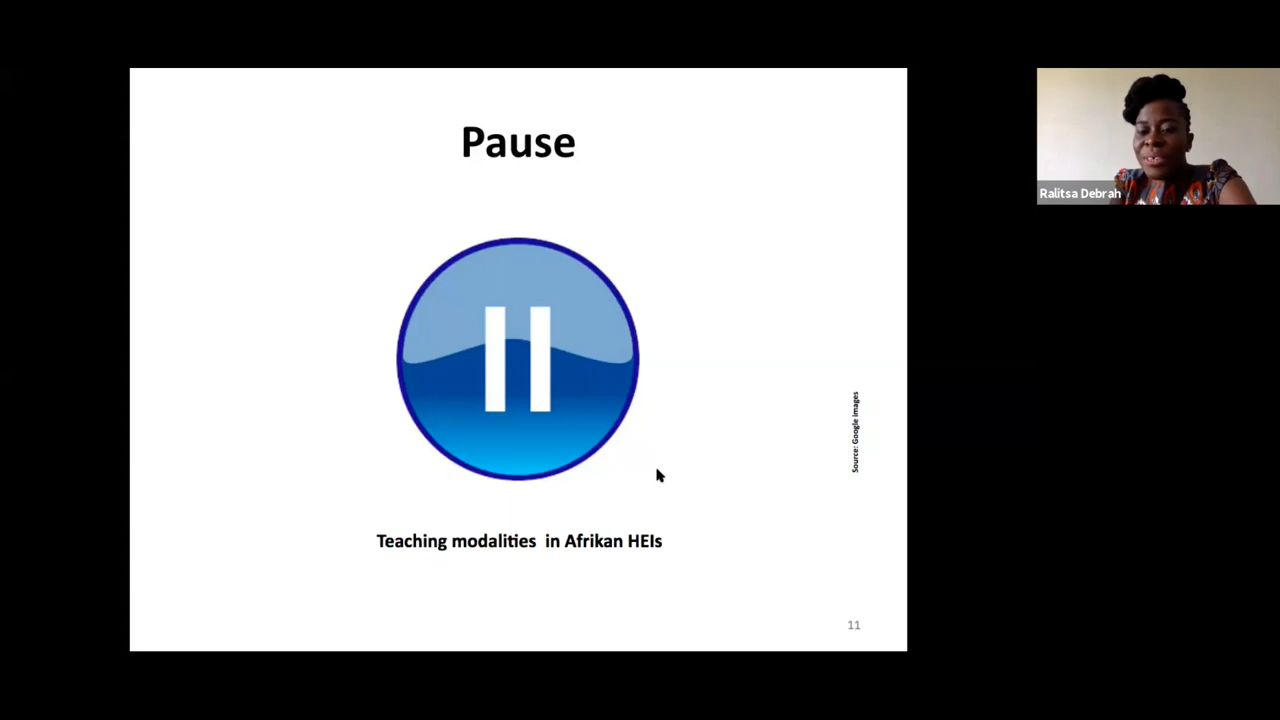 Pause
Source: Google images
Teaching modalities in Afrikan HEIs
11
Ralitsa Debrah